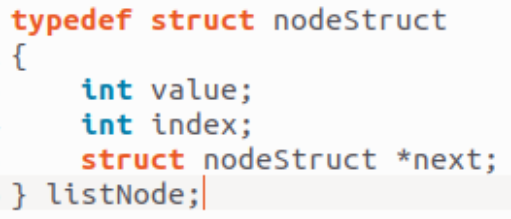 typedef struct nodeStruct
{
    int value;
    int index;
    struct nodeStruct *next;
} listNode;